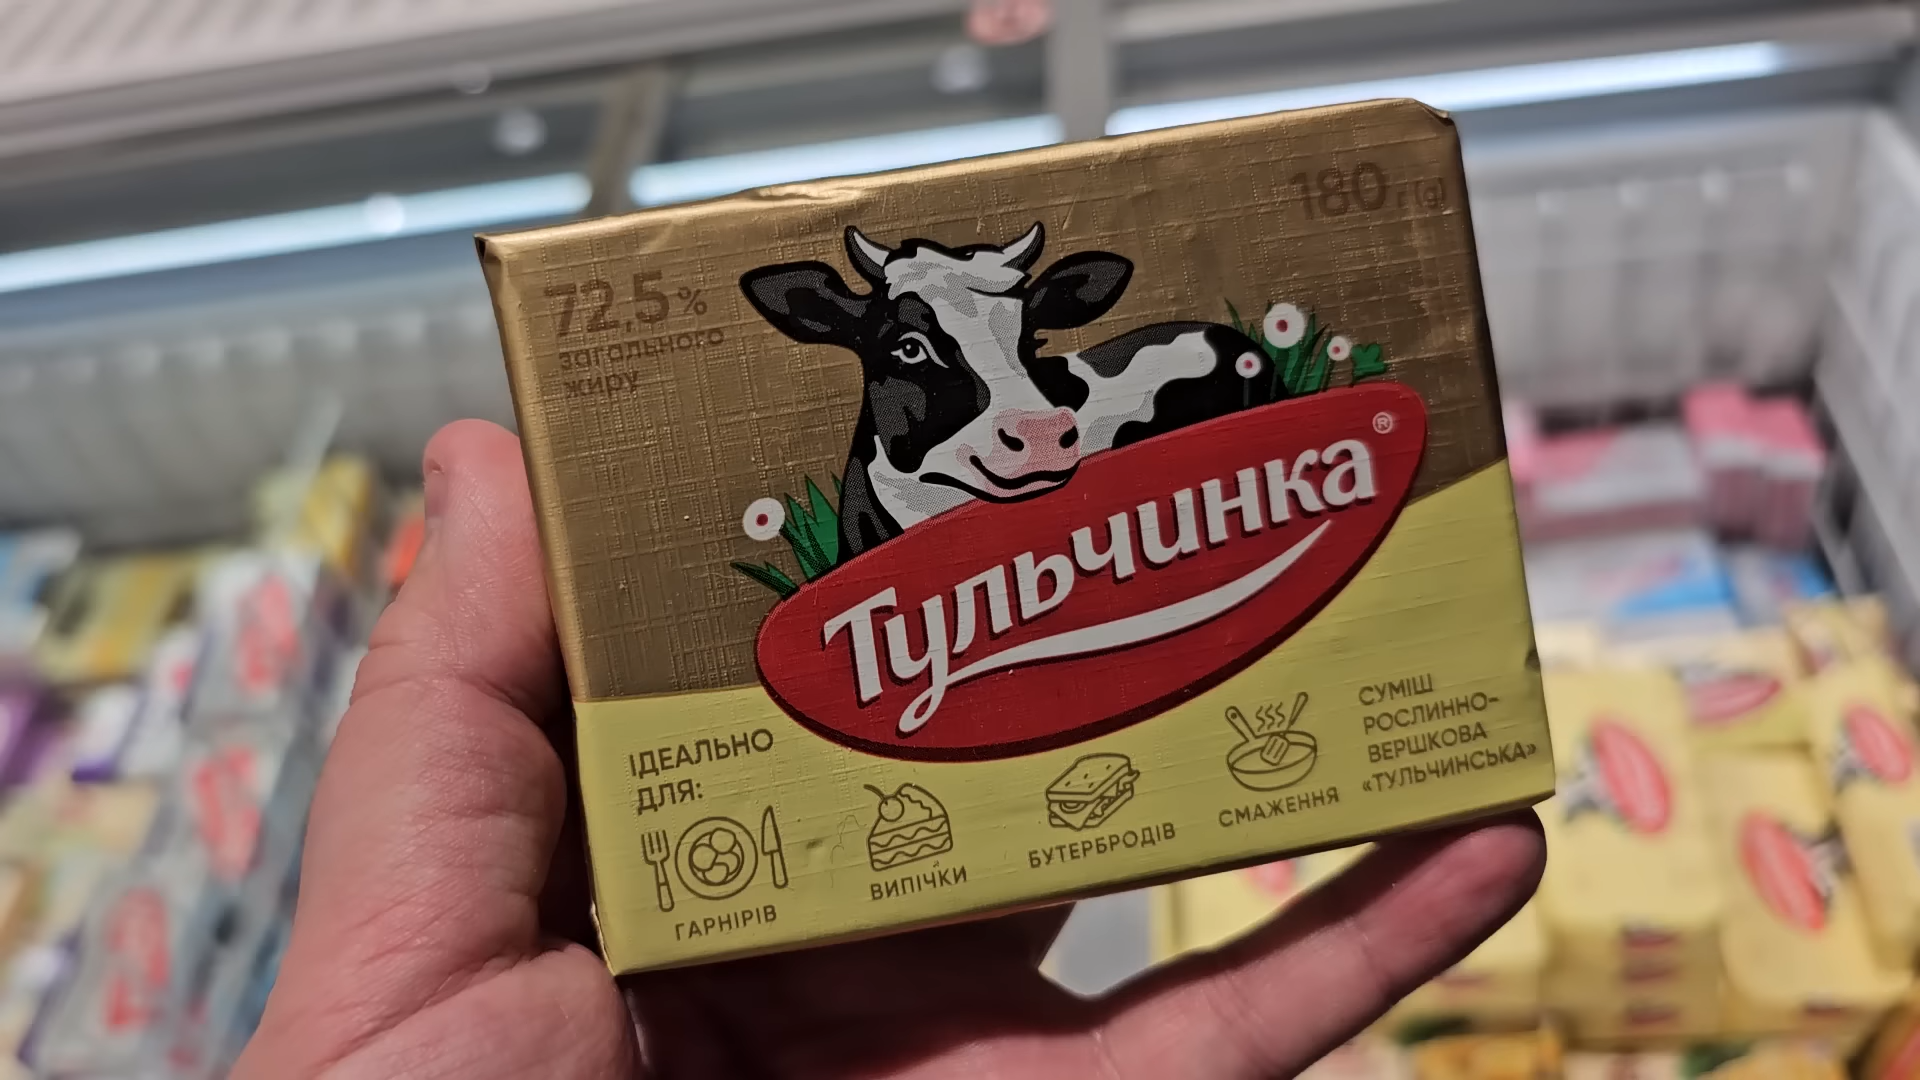 180 г (g)
72,5%
загального
жиру
Тульчинка®
ІДЕАЛЬНО
ДЛЯ:
ГАРНІРІВ
ВИПІЧКИ
БУТЕРБРОДІВ
СМАЖЕННЯ
СУМІШ
РОСЛИННО-
ВЕРШКОВА
«ТУЛЬЧИНСЬКА»